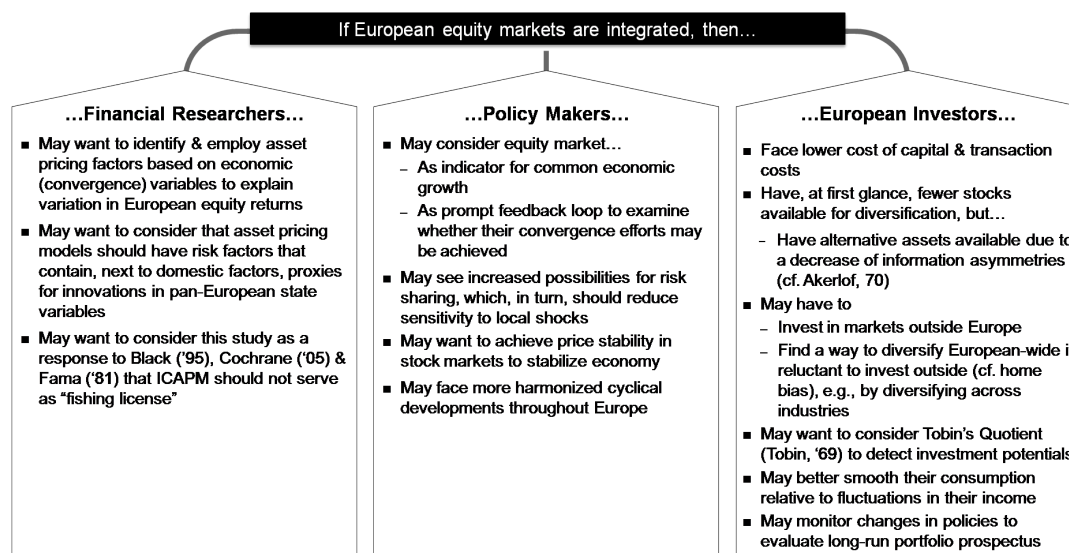 If European equity markets are integrated, then…
…Financial Researchers…
■ May want to identify & employ asset
pricing factors based on economic
(convergence) variables to explain
variation in European equity returns
■ May want to consider that asset pricing
models should have risk factors that
contain, next to domestic factors, proxies
for innovations in pan-European state
variables
■ May want to consider this study as a
response to Black (’95), Cochrane (‘05) &
Fama (‘81) that ICAPM should not serve
as “fishing license”
…Policy Makers…
■ May consider equity market…
– As indicator for common economic
growth
– As prompt feedback loop to examine
whether their convergence efforts may
be achieved
■ May see increased possibilities for risk
sharing, which, in turn, should reduce
sensitivity to local shocks
■ May want to achieve price stability in
stock markets to stabilize economy
■ May face more harmonized cyclical
developments throughout Europe
…European Investors…
■ Face lower cost of capital & transaction
costs
■ Have, at first glance, fewer stocks
available for diversification, but…
– Have alternative assets available due to
a decrease of information asymmetries
(cf. Akerlof, 70)
■ May have to
– Invest in markets outside Europe
– Find a way to diversify European-wide
reluctant to invest outside (cf. home
bias), e.g., by diversifying across
industries
■ May want to consider Tobin’s Quotient
(Tobin, ‘69) to detect investment potentials
■ May better smooth their consumption
relative to fluctuations in their income
■ May monitor changes in policies to
evaluate long-run portfolio prospectus